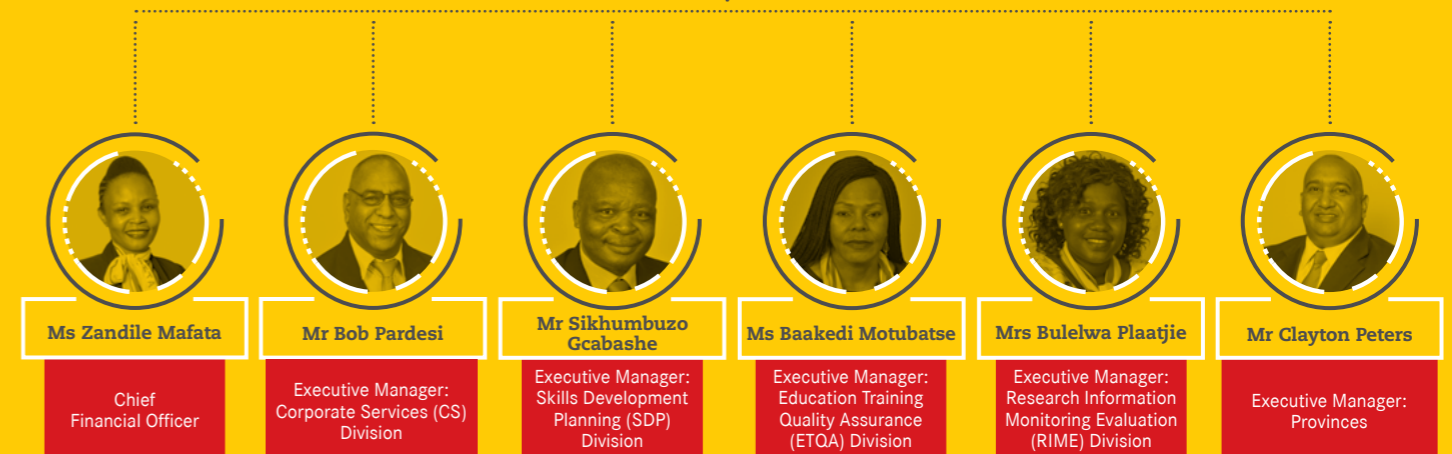 Ms Zandile Mafata
Chief
Financial Officer
Mr Bob Pardesi
Executive Manager:
Corporate Services (CS)
Division
Mr Sikhumbuzo
Gcabashe
Executive Manager:
Skills Development
Planning (SDP)
Division
Ms Baakedi Motubatse
Executive Manager:
Education Training
Quality Assurance
(ETQA) Division
Mrs Bulelwa Plaatjie
Executive Manager:
Research Information
Monitoring Evaluation
(RIME) Division
Mr Clayton Peters
Executive Manager:
Provinces